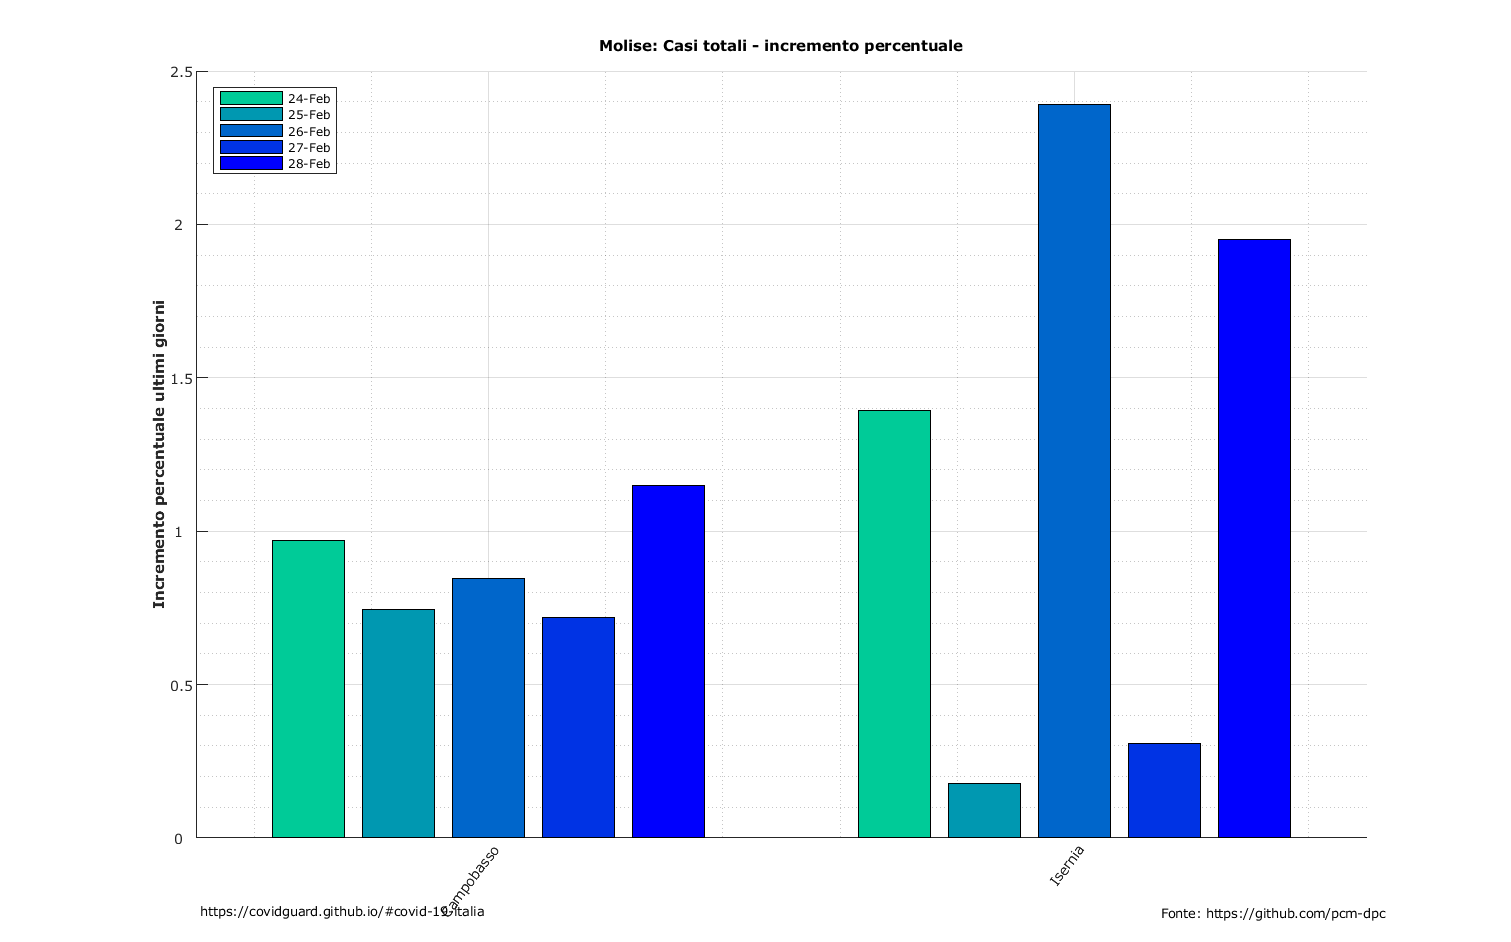 Molise: Casi totali - incremento percentuale
2.5
2
1.5
1
0.5
0
Incremento percentuale ultimi giorni
24-Feb
25-Feb
26-Feb
27-Feb
28-Feb
Campobasso
Isernia
https://covidguard.github.io/#covid-19-italia
Fonte: https://github.com/pcm-dpc